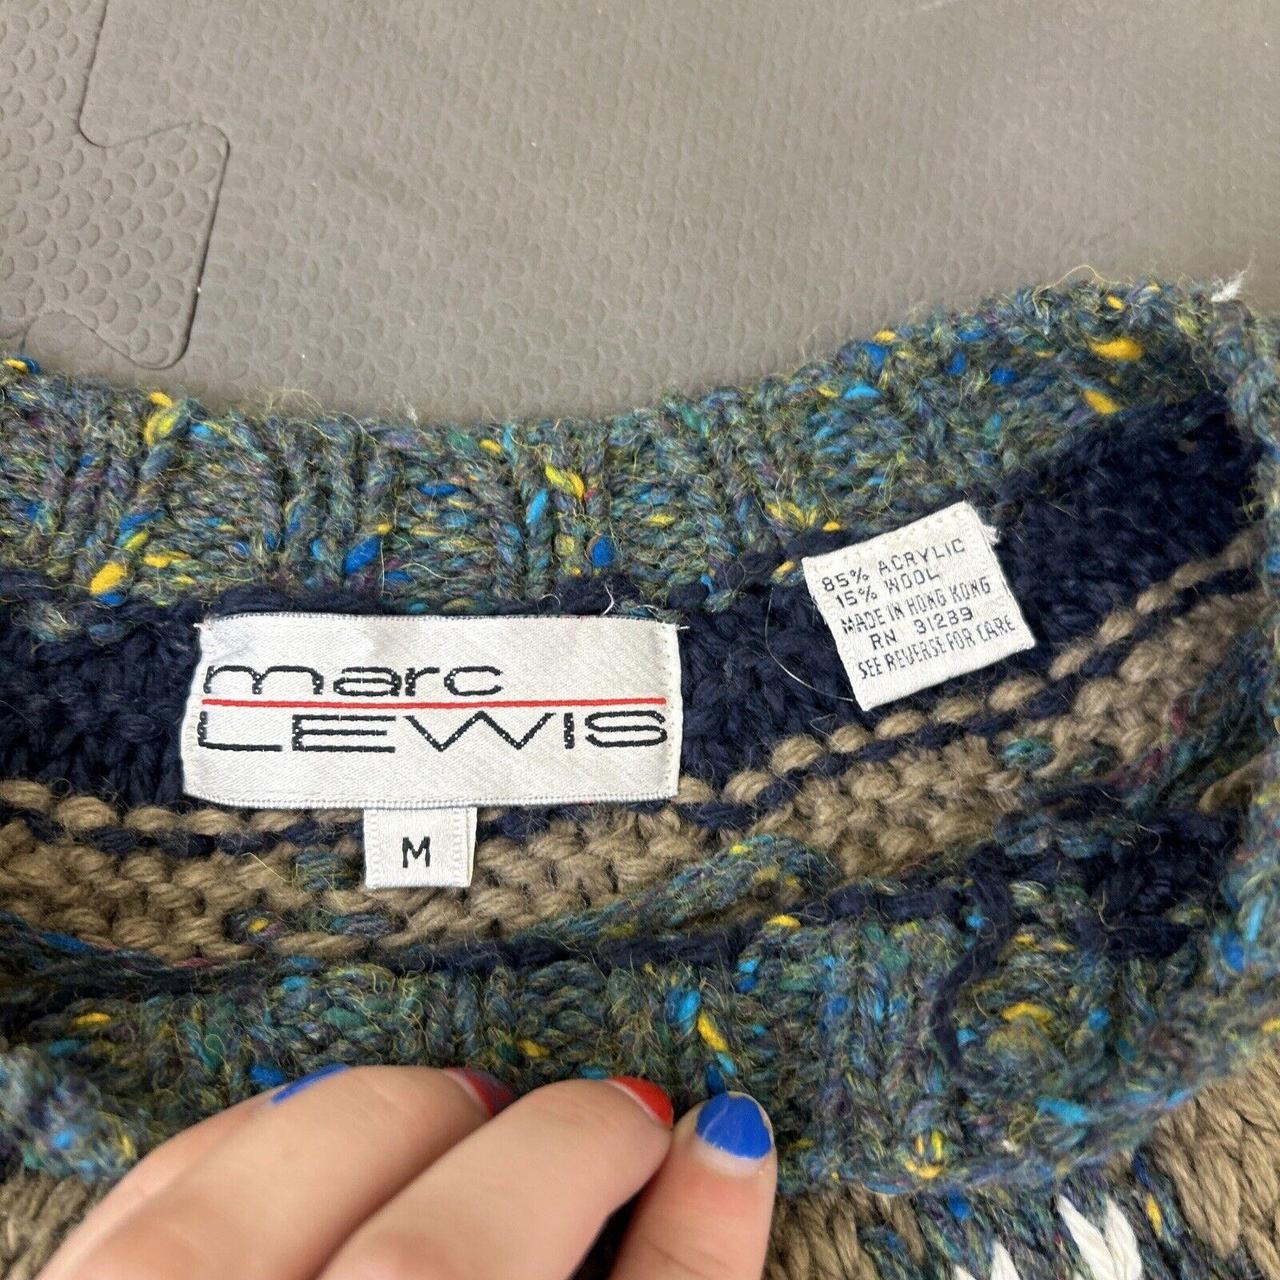 marc
LEWIS
M
85% ACRYLIC
15% WOOL
MADE IN HONG KONG
RN 31289
SEE REVERSE FOR CARE